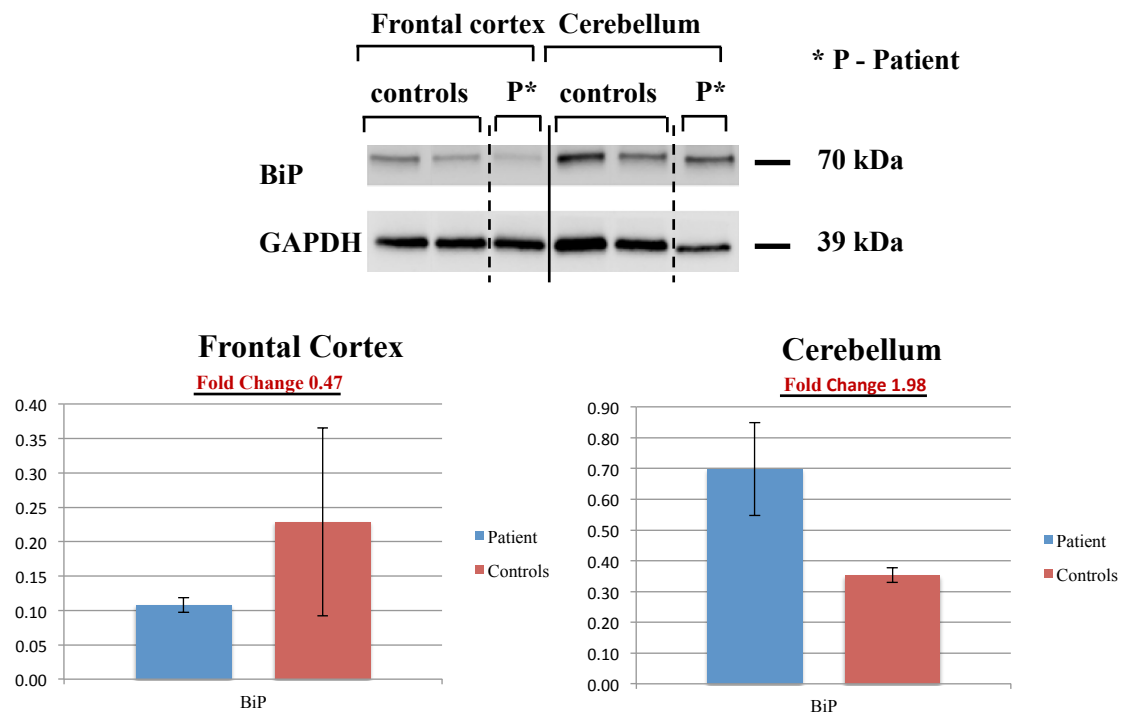 Frontal cortex Cerebellum
* P - Patient
controls P* controls P*
BiP 70 kDa
GAPDH 39 kDa
Frontal Cortex
Fold Change 0.47
0.40
0.35
0.30
0.25
0.20
0.15
0.10
0.05
0.00
BiP
Patient
Controls
Cerebellum
Fold Change 1.98
0.90
0.80
0.70
0.60
0.50
0.40
0.30
0.20
0.10
0.00
BiP
Patient
Controls